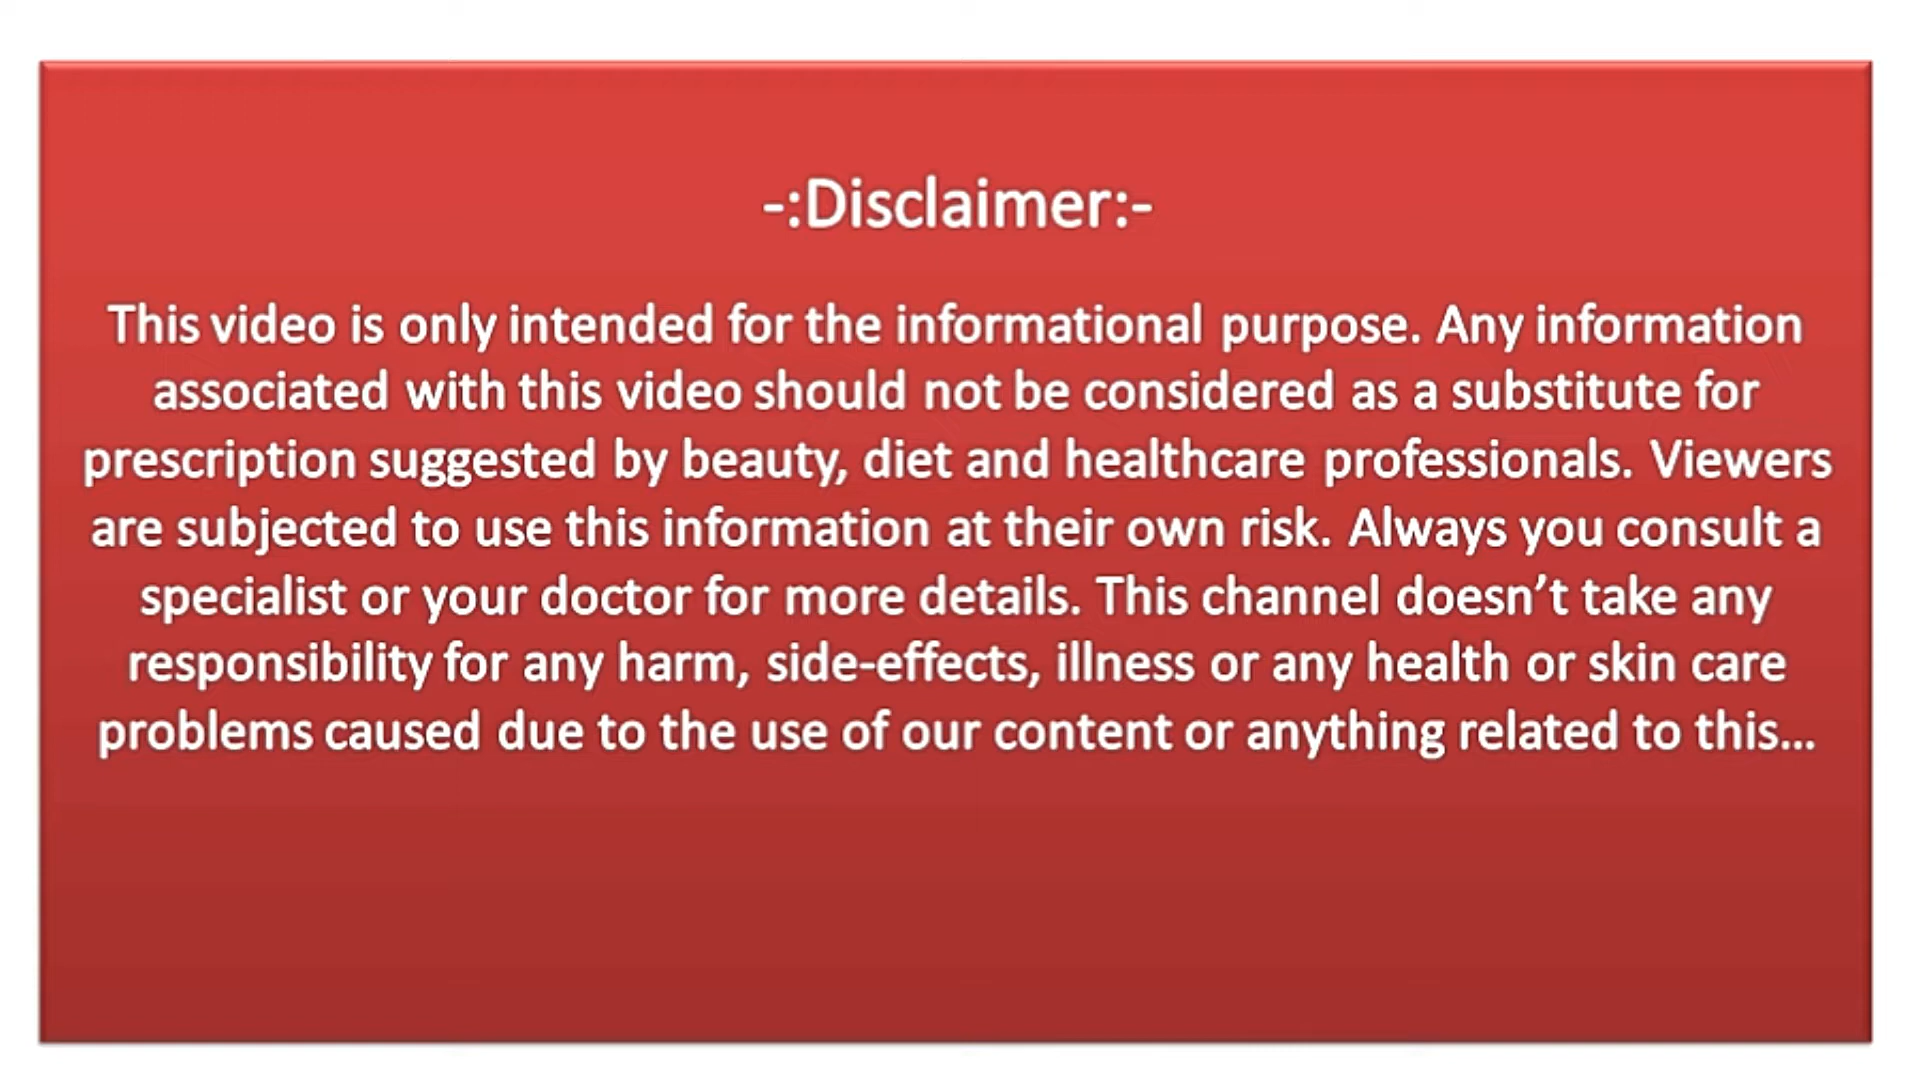 -:Disclaimer:-
This video is only intended for the informational purpose. Any information
associated with this video should not be considered as a substitute for
prescription suggested by beauty, diet and healthcare professionals. Viewers
are subjected to use this information at their own risk. Always you consult a
specialist or your doctor for more details. This channel doesn’t take any
responsibility for any harm, side-effects, illness or any health or skin care
problems caused due to the use of our content or anything related to this...